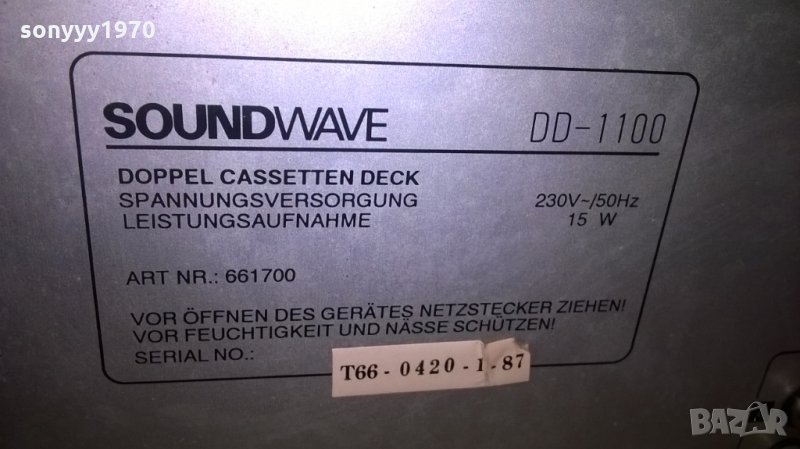 sonyyy1970
SOUNDWAVE DD-1100
DOPPEL CASSETTEN DECK
SPANNUNGSVERSORGUNG 230V~/50Hz
LEISTUNGSAUFNAHME 15 W
ART NR.: 661700
VOR ÖFFNEN DES GERÄTES NETZSTECKER ZIEHEN!
VOR FEUCHTIGKEIT UND NÄSSE SCHÜTZEN!
SERIAL NO.: T66 - 0420 - 1 - 87
BAZAR